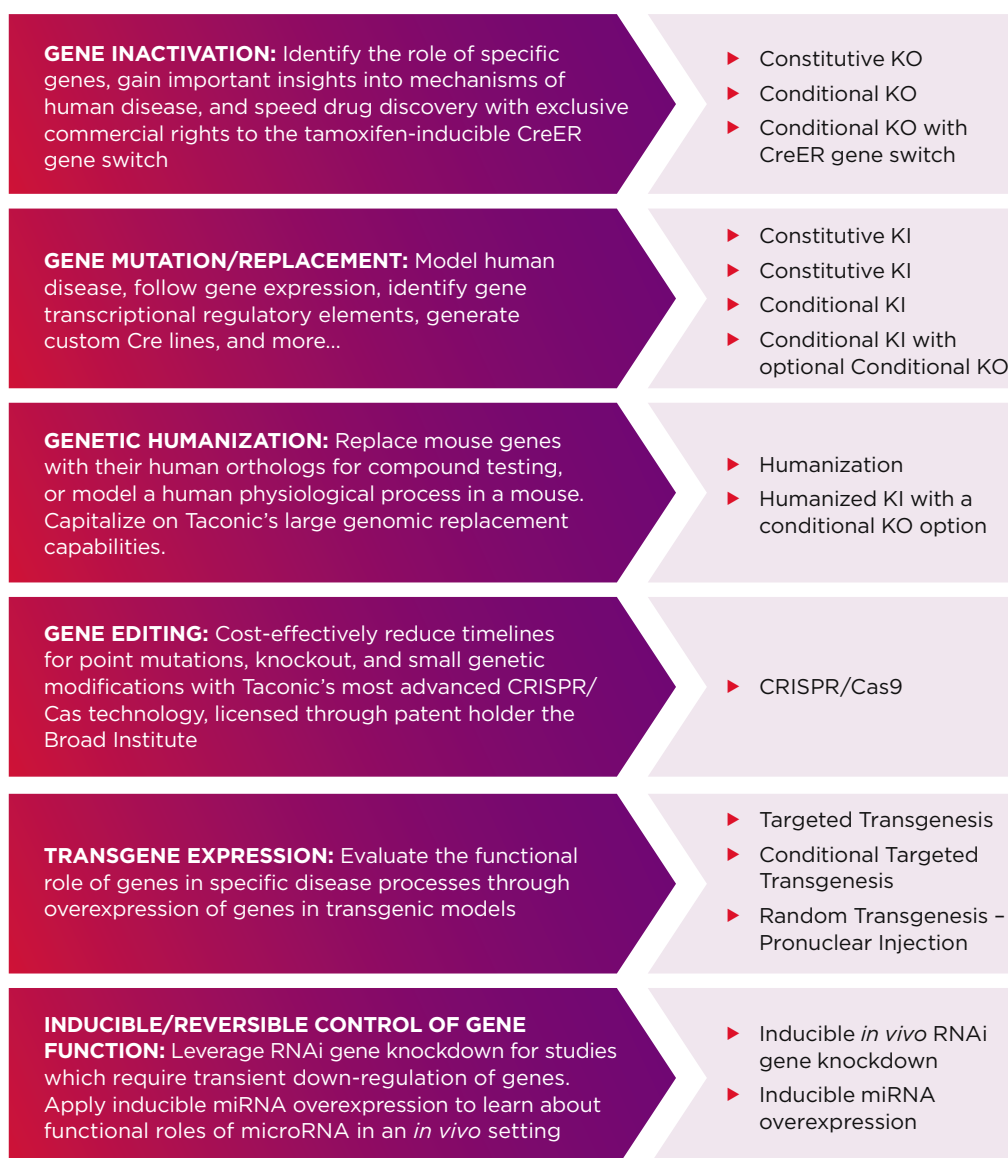 GENE INACTIVATION: Identify the role of specific
genes, gain important insights into mechanisms of
human disease, and speed drug discovery with exclusive
commercial rights to the tamoxifen-inducible CreER
gene switch
▶ Constitutive KO
▶ Conditional KO
▶ Conditional KO with
CreER gene switch
GENE MUTATION/REPLACEMENT: Model human
disease, follow gene expression, identify gene
transcriptional regulatory elements, generate
custom Cre lines, and more...
▶ Constitutive KI
▶ Constitutive KI
▶ Conditional KI
▶ Conditional KI with
optional Conditional KO
GENETIC HUMANIZATION: Replace mouse genes
with their human orthologs for compound testing,
or model a human physiological process in a mouse.
Capitalize on Taconic's large genomic replacement
capabilities.
▶ Humanization
▶ Humanized KI with a
conditional KO option
GENE EDITING: Cost-effectively reduce timelines
for point mutations, knockout, and small genetic
modifications with Taconic's most advanced CRISPR/
Cas technology, licensed through patent holder the
Broad Institute
▶ CRISPR/Cas9
TRANSGENE EXPRESSION: Evaluate the functional
role of genes in specific disease processes through
overexpression of genes in transgenic models
▶ Targeted Transgenesis
▶ Conditional Targeted
Transgenesis
▶ Random Transgenesis –
Pronuclear Injection
INDUCIBLE/REVERSIBLE CONTROL OF GENE
FUNCTION: Leverage RNAi gene knockdown for studies
which require transient down-regulation of genes.
Apply inducible miRNA overexpression to learn about
functional roles of microRNA in an in vivo setting
▶ Inducible in vivo RNAi
gene knockdown
▶ Inducible miRNA
overexpression